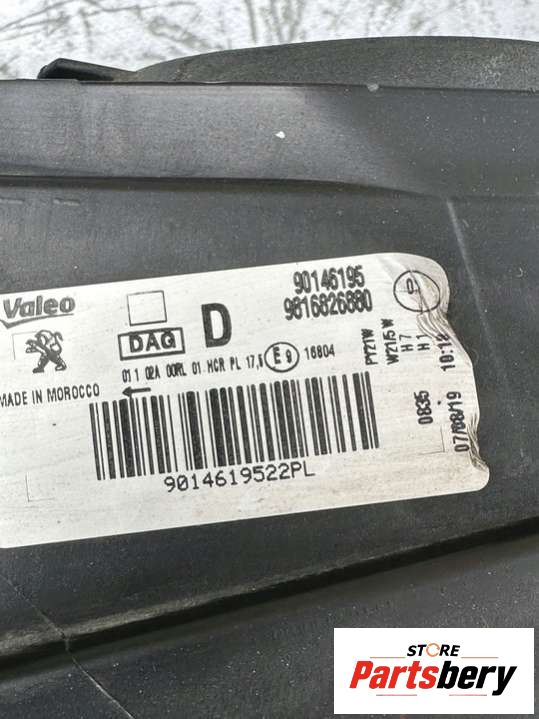 Valeo
DAG
D
90146195
9816826880
MADE IN MOROCCO
011 02A 00RL 01 HCR PL 17,5 E9 16804
PY21W
W21/5W
H7
H1
0835
07/08/19 10:12
9014619522PL
STORE
Partsbery